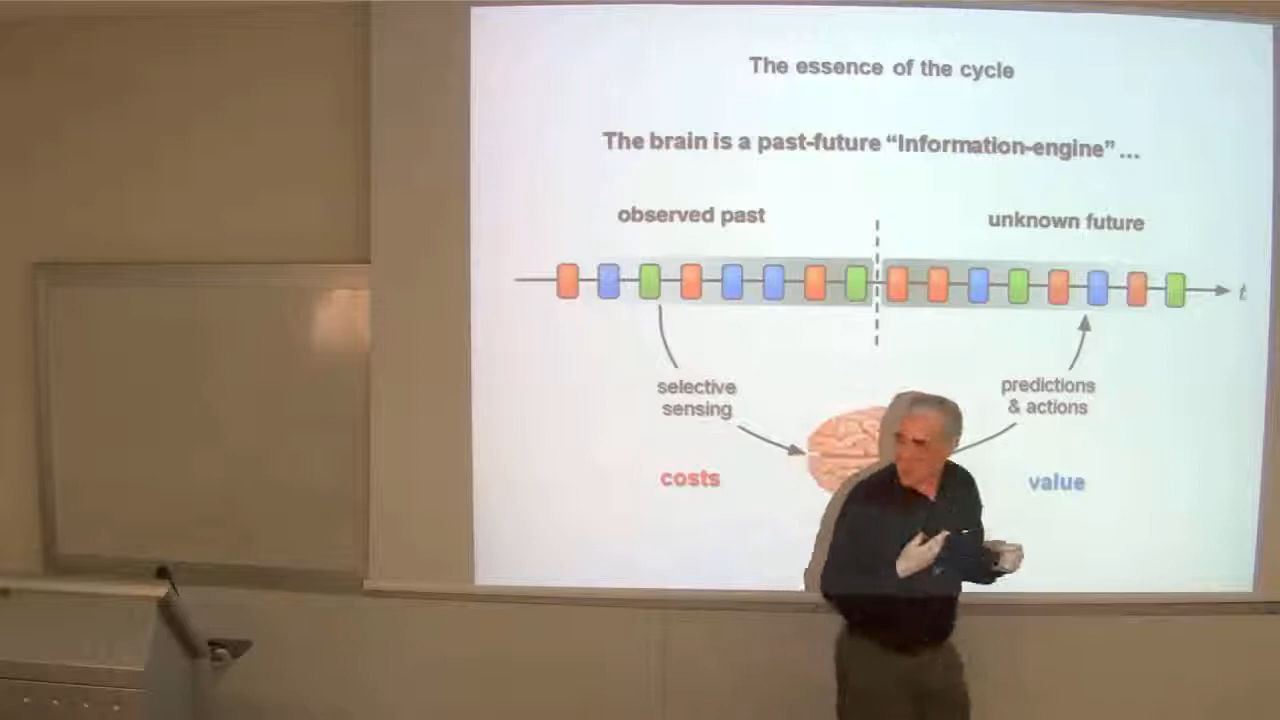 The essence of the cycle
The brain is a past-future “Information-engine” ...
observed past
unknown future
t
selective
sensing
predictions
& actions
costs
value